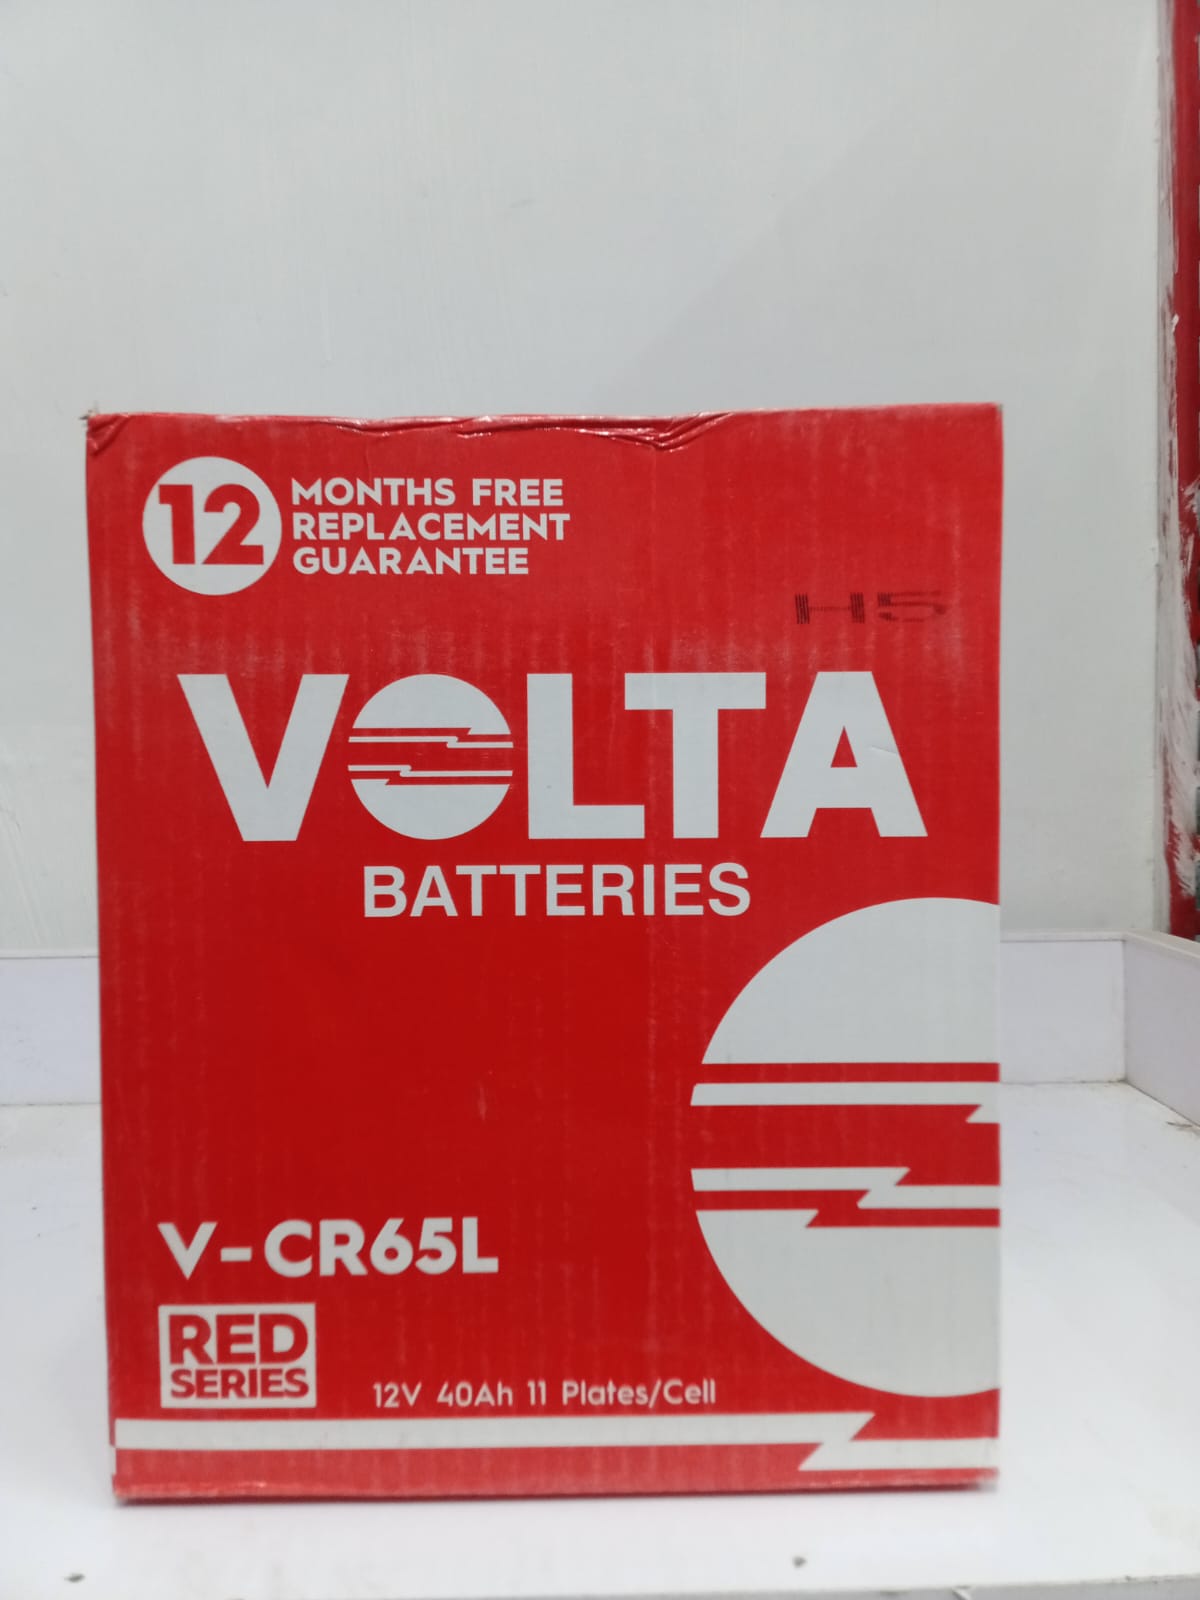 12 MONTHS FREE
REPLACEMENT
GUARANTEE
H5
VOLTA
BATTERIES
V-CR65L
RED
SERIES
12V 40Ah 11 Plates/Cell